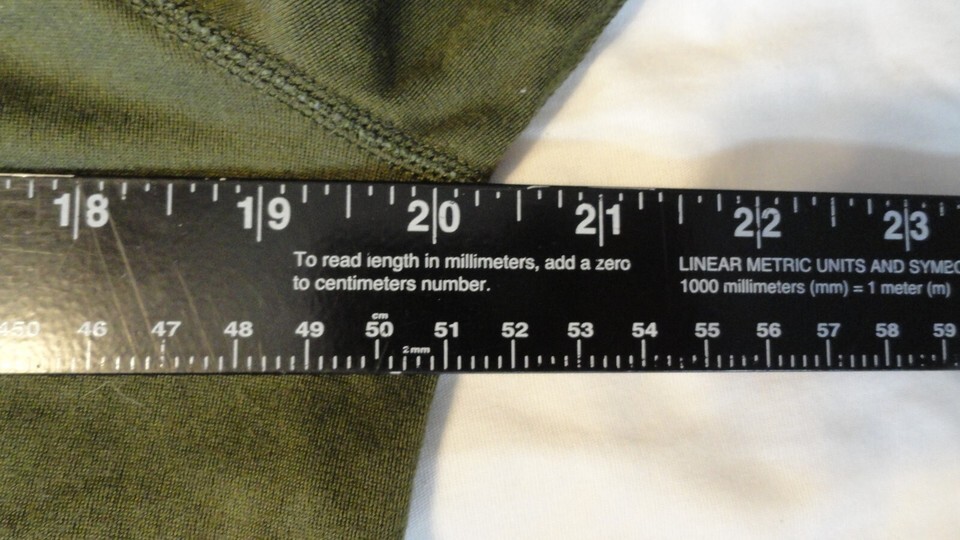 18 19 20 21 22 23
To read length in millimeters, add a zero
to centimeters number.
LINEAR METRIC UNITS AND SYMBO
1000 millimeters (mm) = 1 meter (m)
cm
450 46 47 48 49 50 51 52 53 54 55 56 57 58 59
2mm